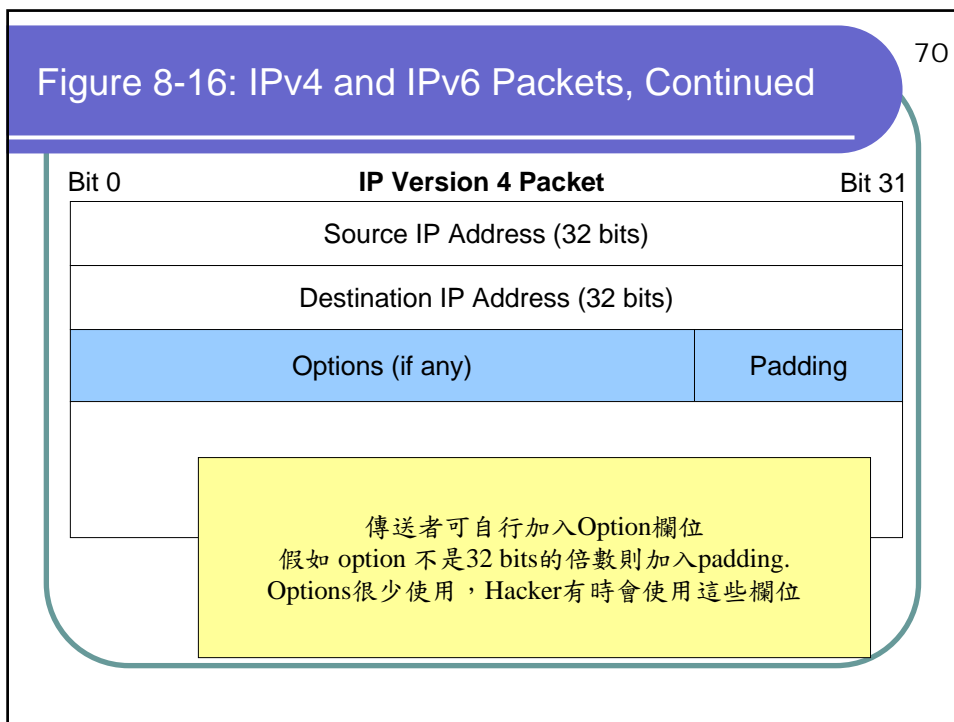 70
Figure 8-16: IPv4 and IPv6 Packets, Continued
Bit 0
IP Version 4 Packet
Bit 31
Source IP Address (32 bits)
Destination IP Address (32 bits)
Options (if any)
Padding
傳送者可自行加入Option欄位
假如 option 不是32 bits的倍數則加入padding.
Options很少使用，Hacker有時會使用這些欄位